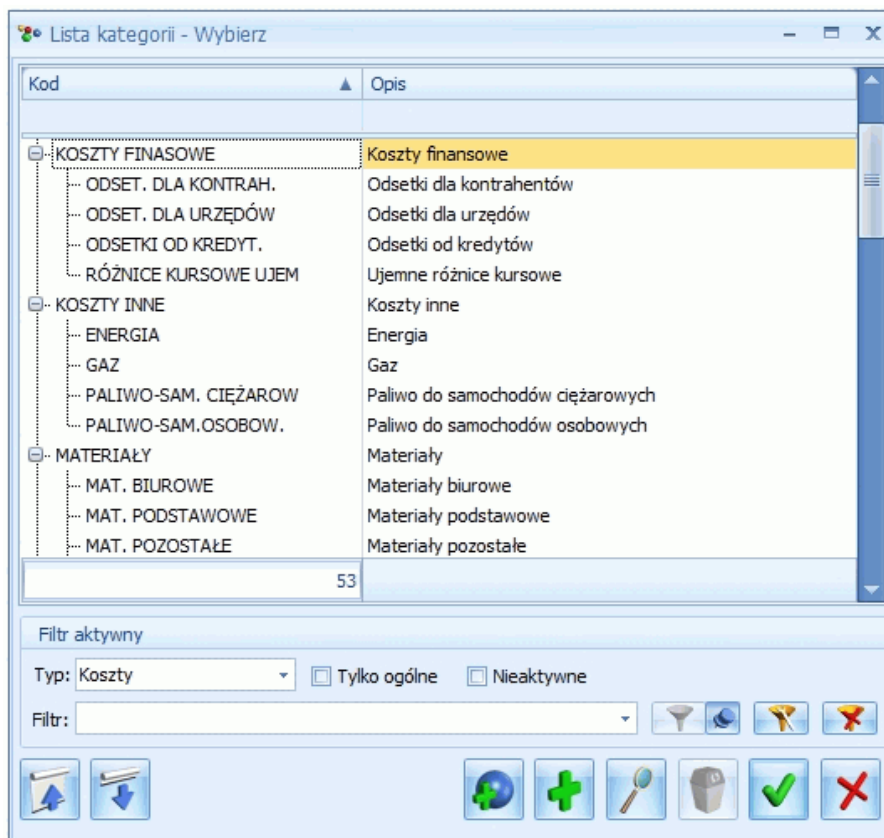 Lista kategorii - Wybierz
Kod Opis
KOSZTY FINASOWE Koszty finansowe
ODSET. DLA KONTRAH. Odsetki dla kontrahentów
ODSET. DLA URZĘDÓW Odsetki dla urzędów
ODSETKI OD KREDYT. Odsetki od kredytów
RÓŻNICE KURSOWE UJEM Ujemne różnice kursowe
KOSZTY INNE Koszty inne
ENERGIA Energia
GAZ Gaz
PALIWO-SAM. CIĘŻAROW Paliwo do samochodów ciężarowych
PALIWO-SAM.OSOBOW. Paliwo do samochodów osobowych
MATERIAŁY Materiały
MAT. BIUROWE Materiały biurowe
MAT. PODSTAWOWE Materiały podstawowe
MAT. POZOSTAŁE Materiały pozostałe
53
Filtr aktywny
Typ: Koszty Tylko ogólne Nieaktywne
Filtr: